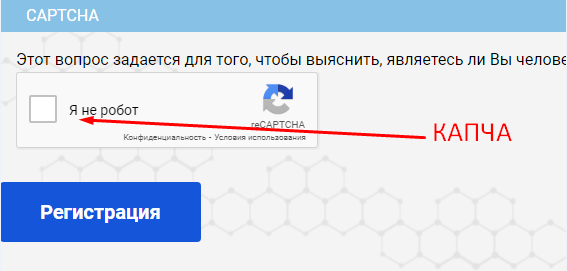 CAPTCHA
Этот вопрос задается для того, чтобы выяснить, являетесь ли Вы челове
Я не робот
reCAPTCHA
Конфиденциальность - Условия использования
КАПЧА
Регистрация